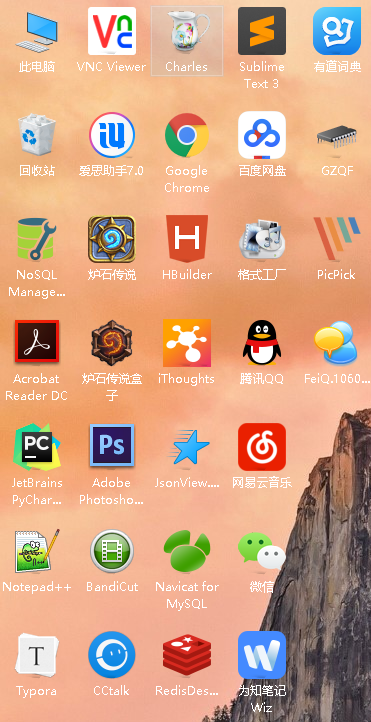 此电脑
VNC Viewer
Charles
Sublime
Text 3
有道词典
回收站
爱思助手7.0
Google
Chrome
百度网盘
GZQF
NoSQL
Manage...
炉石传说
HBuilder
格式工厂
PicPick
Acrobat
Reader DC
炉石传说盒
子
iThoughts
腾讯QQ
FeiQ.1060...
JetBrains
PyChar...
Adobe
Photosho...
JsonView....
网易云音乐
Notepad++
BandiCut
Navicat for
MySQL
微信
Typora
CCtalk
RedisDes...
为知笔记
Wiz